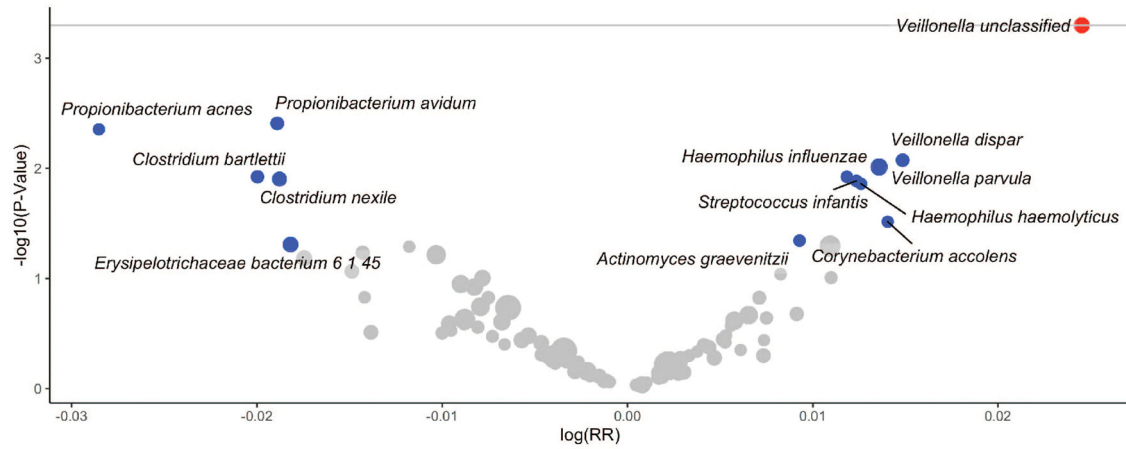 Veillonella unclassified
3
Propionibacterium acnes
Propionibacterium avidum
Clostridium bartlettii
Clostridium nexile
2
Haemophilus influenzae
Veillonella dispar
Veillonella parvula
Streptococcus infantis
Haemophilus haemolyticus
-log10(P-Value)
Erysipelotrichaceae bacterium 6 1 45
Actinomyces graevenitzii
Corynebacterium accolens
1
0
-0.03
-0.02
-0.01
0.00
0.01
0.02
log(RR)